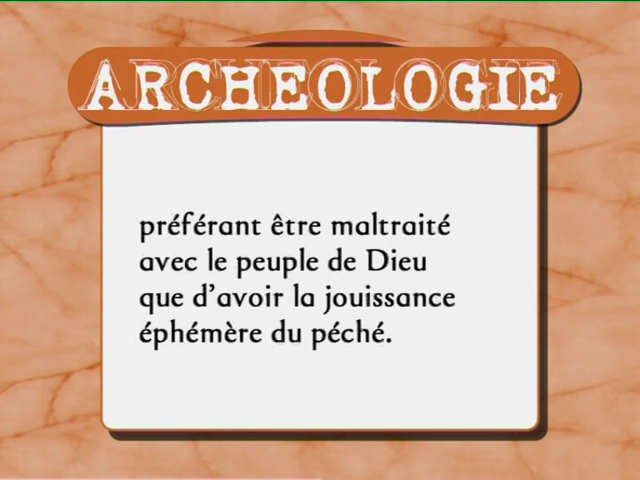 ARCHEOLOGIE
préférant être maltraité
avec le peuple de Dieu
que d'avoir la jouissance
éphémère du péché.